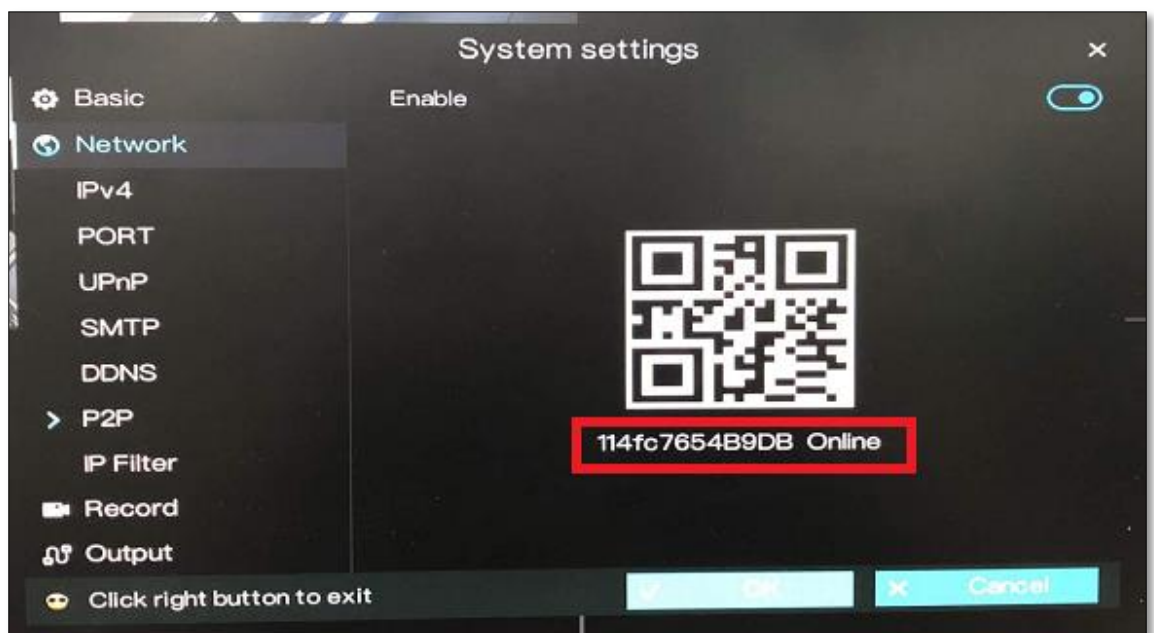 System settings
Basic
Enable
Network
IPv4
PORT
UPnP
SMTP
DDNS
P2P
114fc7654B9DB Online
IP Filter
Record
Output
Click right button to exit
OK
Cancel